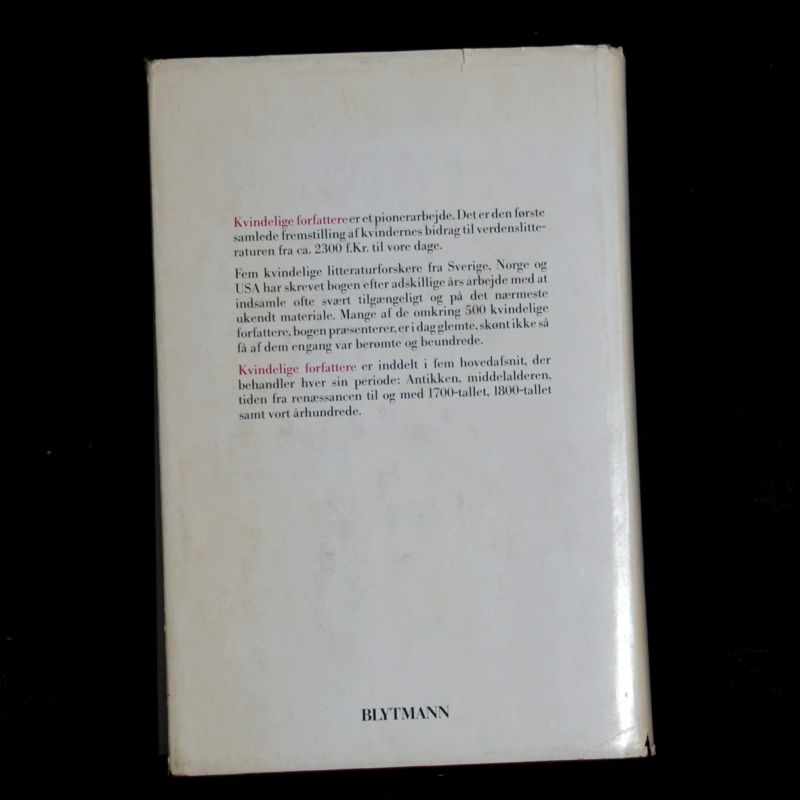 Kvindelige forfattere er et pionerarbejde. Det er den første
samlede fremstilling af kvindernes bidrag til verdenslitte-
raturen fra ca. 2300 f.Kr. til vore dage.
Fem kvindelige litteraturforskere fra Sverige, Norge og
USA har skrevet bogen efter adskillige års arbejde med at
indsamle ofte svært tilgængeligt og på det nærmeste
ukendt materiale. Mange af de omkring 500 kvindelige
forfattere, bogen præsenterer, er i dag glemte, skønt ikke så
få af dem engang var berømte og beundrede.
Kvindelige forfattere er inddelt i fem hovedafsnit, der
behandler hver sin periode: Antikken, middelalderen,
tiden fra renæssancen til og med 1700-tallet, 1800-tallet
samt vort århundrede.
BLYTMANN